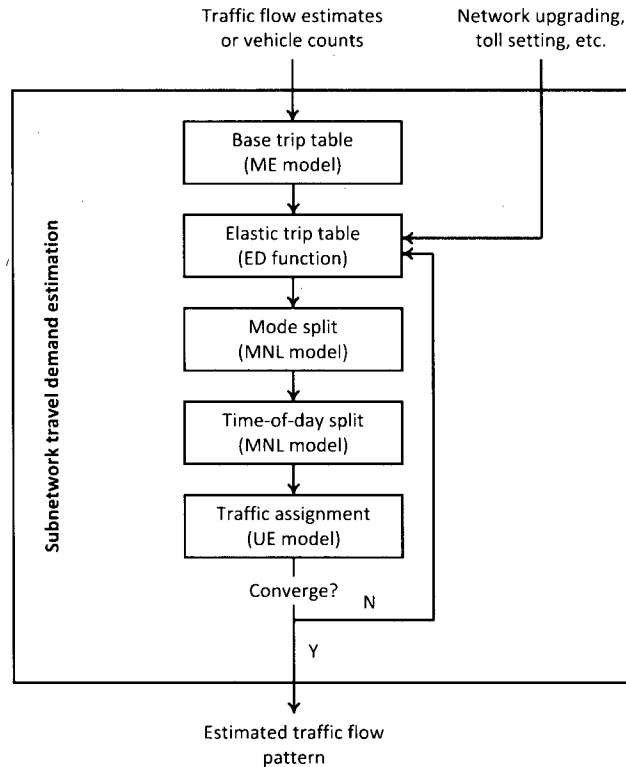 Traffic flow estimates
or vehicle counts
Network upgrading,
toll setting, etc.
Base trip table
(ME model)
Elastic trip table
(ED function)
Mode split
(MNL model)
Time-of-day split
(MNL model)
Traffic assignment
(UE model)
Converge?
N
Y
Subnetwork travel demand estimation
Estimated traffic flow
pattern